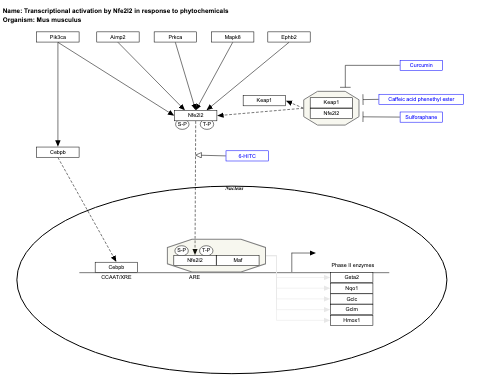 Name: Transcriptional activation by Nfe2l2 in response to phytochemicals
Organism: Mus musculus
Pik3ca
Aimp2
Prkca
Mapk8
Ephb2
Curcumin
Keap1
Keap1
Caffeic acid phenethyl ester
Nfe2l2
Nfe2l2
Sulforaphane
S-P
T-P
Cebpb
6-HITC
Nucleus
S-P
T-P
Nfe2l2
Maf
Cebpb
CCAAT/XRE
ARE
Phase II enzymes
Gsta2
Nqo1
Gclc
Gclm
Hmox1